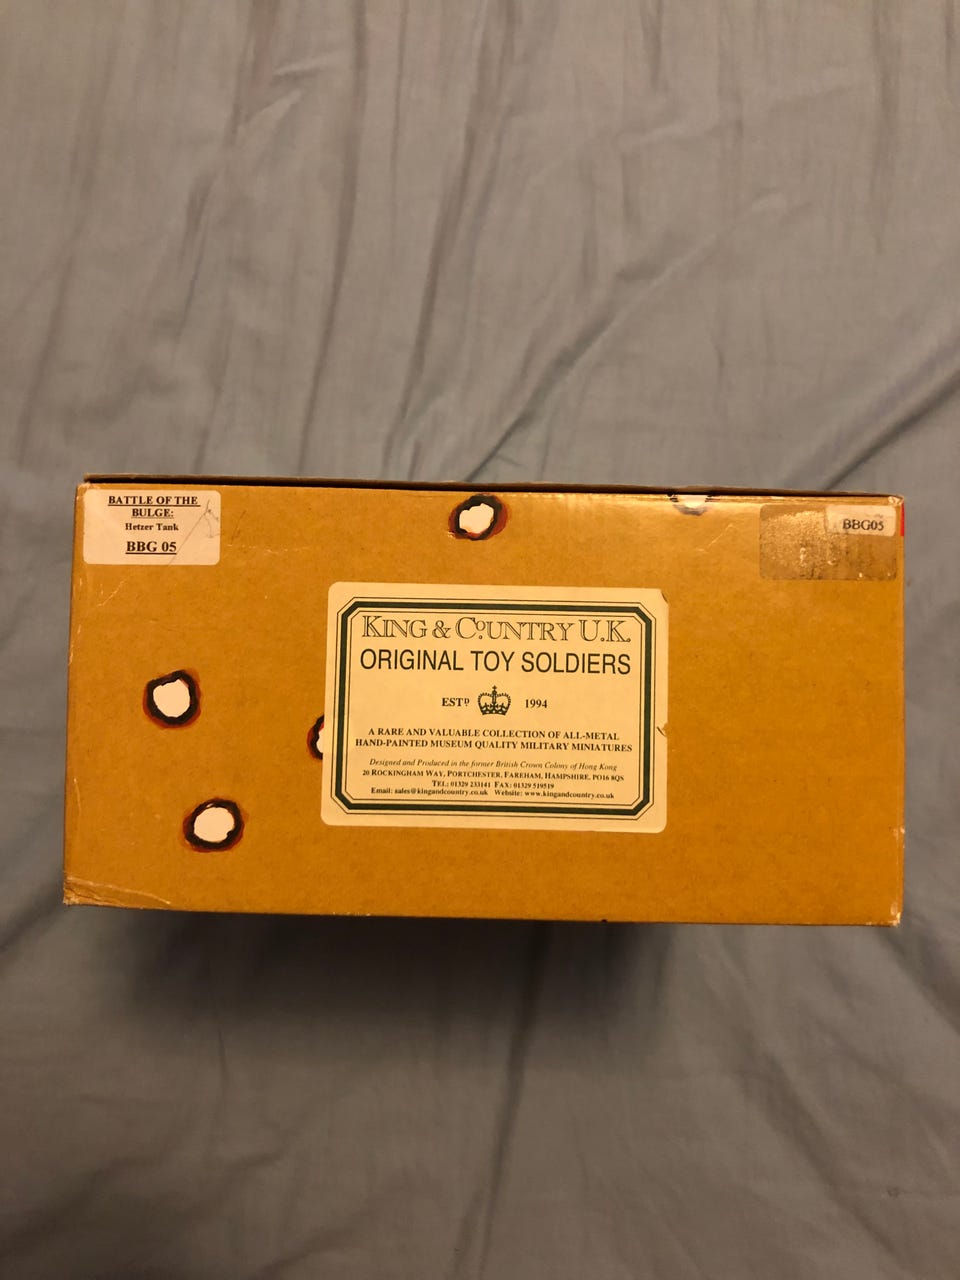 BATTLE OF THE
BULGE:
Hetzer Tank
BBG 05
BBG05
KING & COUNTRY U.K.
ORIGINAL TOY SOLDIERS
ESTD 1994
A RARE AND VALUABLE COLLECTION OF ALL-METAL
HAND-PAINTED MUSEUM QUALITY MILITARY MINIATURES
Designed and Produced in the former British Crown Colony of Hong Kong
20 ROCKINGHAM WAY, PORTCHESTER, FAREHAM, HAMPSHIRE. PO16 8QS
TEL: 01329 233141 FAX: 01329 519519
Email: sales@kingandcountry.co.uk Website: www.kingandcountry.co.uk